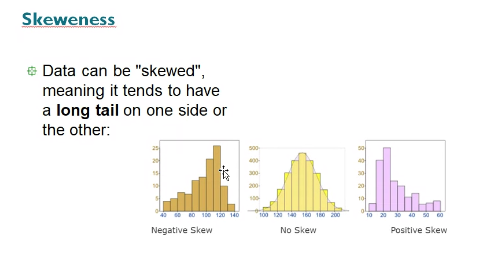 Skeweness
Data can be "skewed",
meaning it tends to have
a long tail on one side or
the other:
25
20
15
10
5
0
40 60 80 100 120 140
500
400
300
200
100
0
100 120 140 160 180 200
50
40
30
20
10
0
10 20 30 40 50 60
Negative Skew No Skew Positive Skew